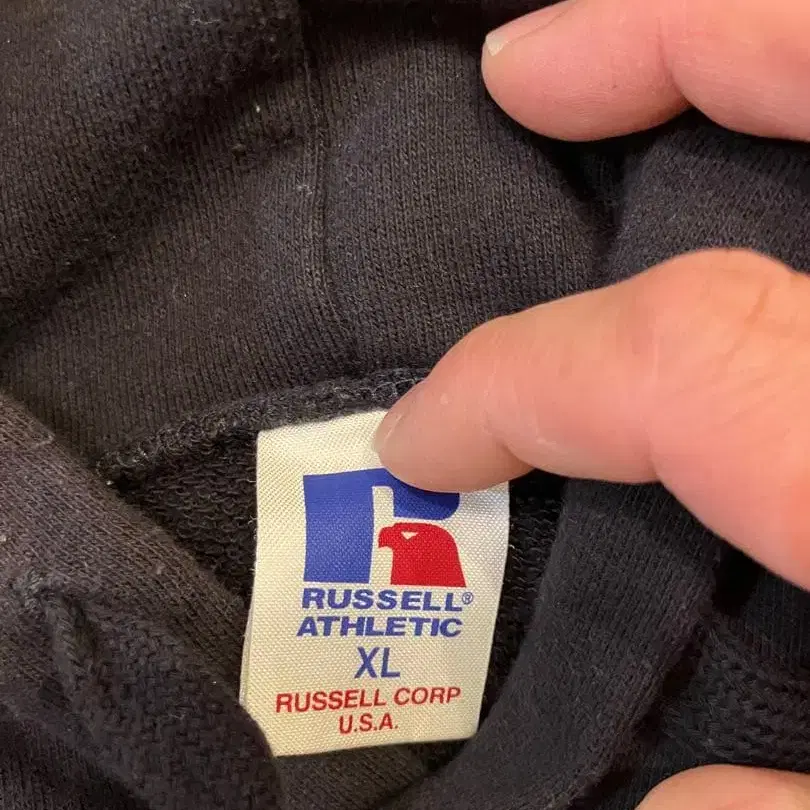 RUSSELL®
ATHLETIC
XL
RUSSELL CORP
U.S.A.